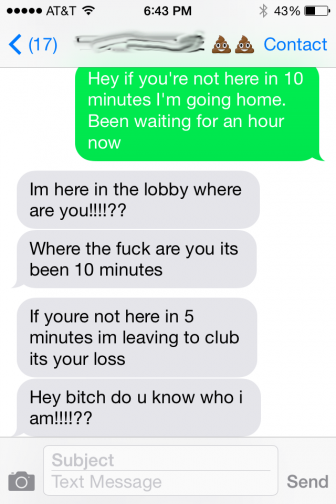 AT&T 6:43 PM 43%
(17) 💩💩 Contact
Hey if you're not here in 10
minutes I'm going home.
Been waiting for an hour
now
Im here in the lobby where
are you!!!!??
Where the fuck are you its
been 10 minutes
If youre not here in 5
minutes im leaving to club
its your loss
Hey bitch do u know who i
am!!!!??
Subject
Text Message
Send